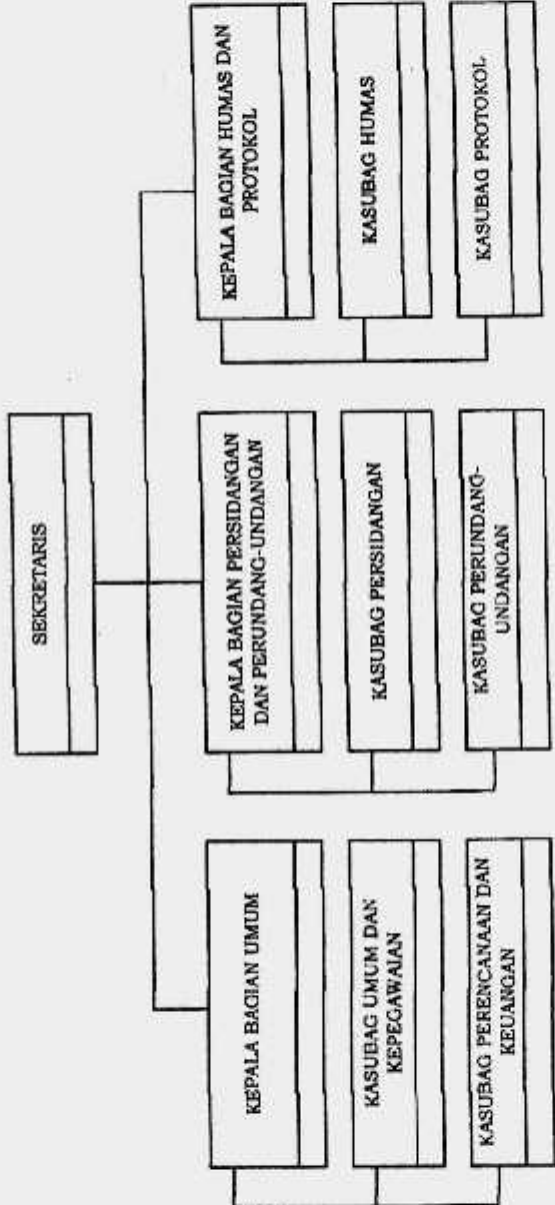 SEKRETARIS
KEPALA BAGIAN UMUM
KASUBAG UMUM DAN
KEPEGAWAIAN
KASUBAG PERENCANAAN DAN
KEUANGAN
KEPALA BAGIAN PERSIDANGAN
DAN PERUNDANG-UNDANGAN
KASUBAG PERSIDANGAN
KASUBAG PERUNDANG-
UNDANGAN
KEPALA BAGIAN HUMAS DAN
PROTOKOL
KASUBAG HUMAS
KASUBAG PROTOKOL